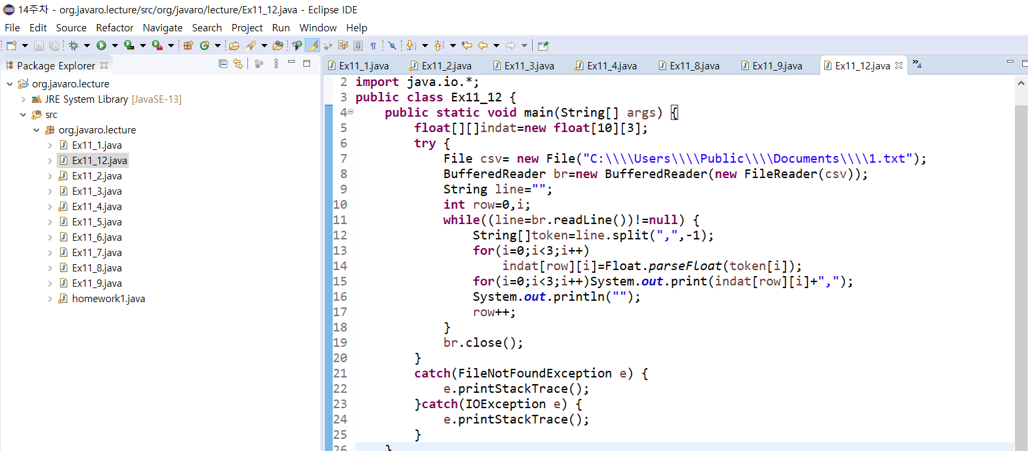 14주차 - org.javaro.lecture/src/org/javaro/lecture/Ex11_12.java - Eclipse IDE
File Edit Source Refactor Navigate Search Project Run Window Help
Package Explorer
org.javaro.lecture
JRE System Library [JavaSE-13]
src
org.javaro.lecture
Ex11_1.java
Ex11_12.java
Ex11_2.java
Ex11_3.java
Ex11_4.java
Ex11_5.java
Ex11_6.java
Ex11_7.java
Ex11_8.java
Ex11_9.java
homework1.java
Ex11_1.java Ex11_2.java Ex11_3.java Ex11_4.java Ex11_8.java Ex11_9.java Ex11_12.java »4
2 import java.io.*;
3 public class Ex11_12 {
4 public static void main(String[] args) {
5 float[][]indat=new float[10][3];
6 try {
7 File csv= new File("C:\\\\Users\\\\Public\\\\Documents\\\\1.txt");
8 BufferedReader br=new BufferedReader(new FileReader(csv));
9 String line="";
10 int row=0,i;
11 while((line=br.readLine())!=null) {
12 String[]token=line.split(",",-1);
13 for(i=0;i<3;i++)
14 indat[row][i]=Float.parseFloat(token[i]);
15 for(i=0;i<3;i++)System.out.print(indat[row][i]+",");
16 System.out.println("");
17 row++;
18 }
19 br.close();
20 }
21 catch(FileNotFoundException e) {
22 e.printStackTrace();
23 }catch(IOException e) {
24 e.printStackTrace();
25 }
26 }